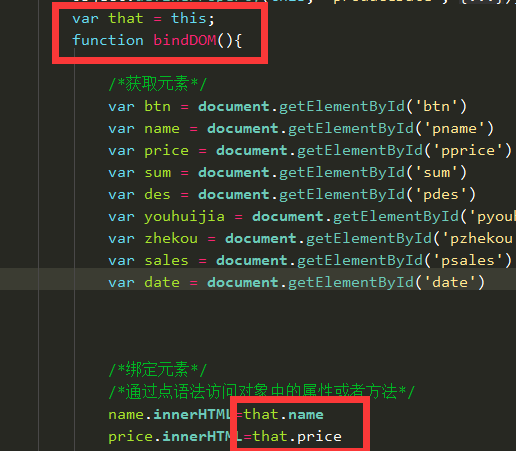 var that = this;
function bindDOM(){
/*获取元素*/
var btn = document.getElementById('btn')
var name = document.getElementById('pname')
var price = document.getElementById('pprice')
var sum = document.getElementById('sum')
var des = document.getElementById('pdes')
var youhuijia = document.getElementById('pyouh
var zhekou = document.getElementById('pzhekou
var sales = document.getElementById('psales')
var date = document.getElementById('date')
/*绑定元素*/
/*通过点语法访问对象中的属性或者方法*/
name.innerHTML=that.name
price.innerHTML=that.price